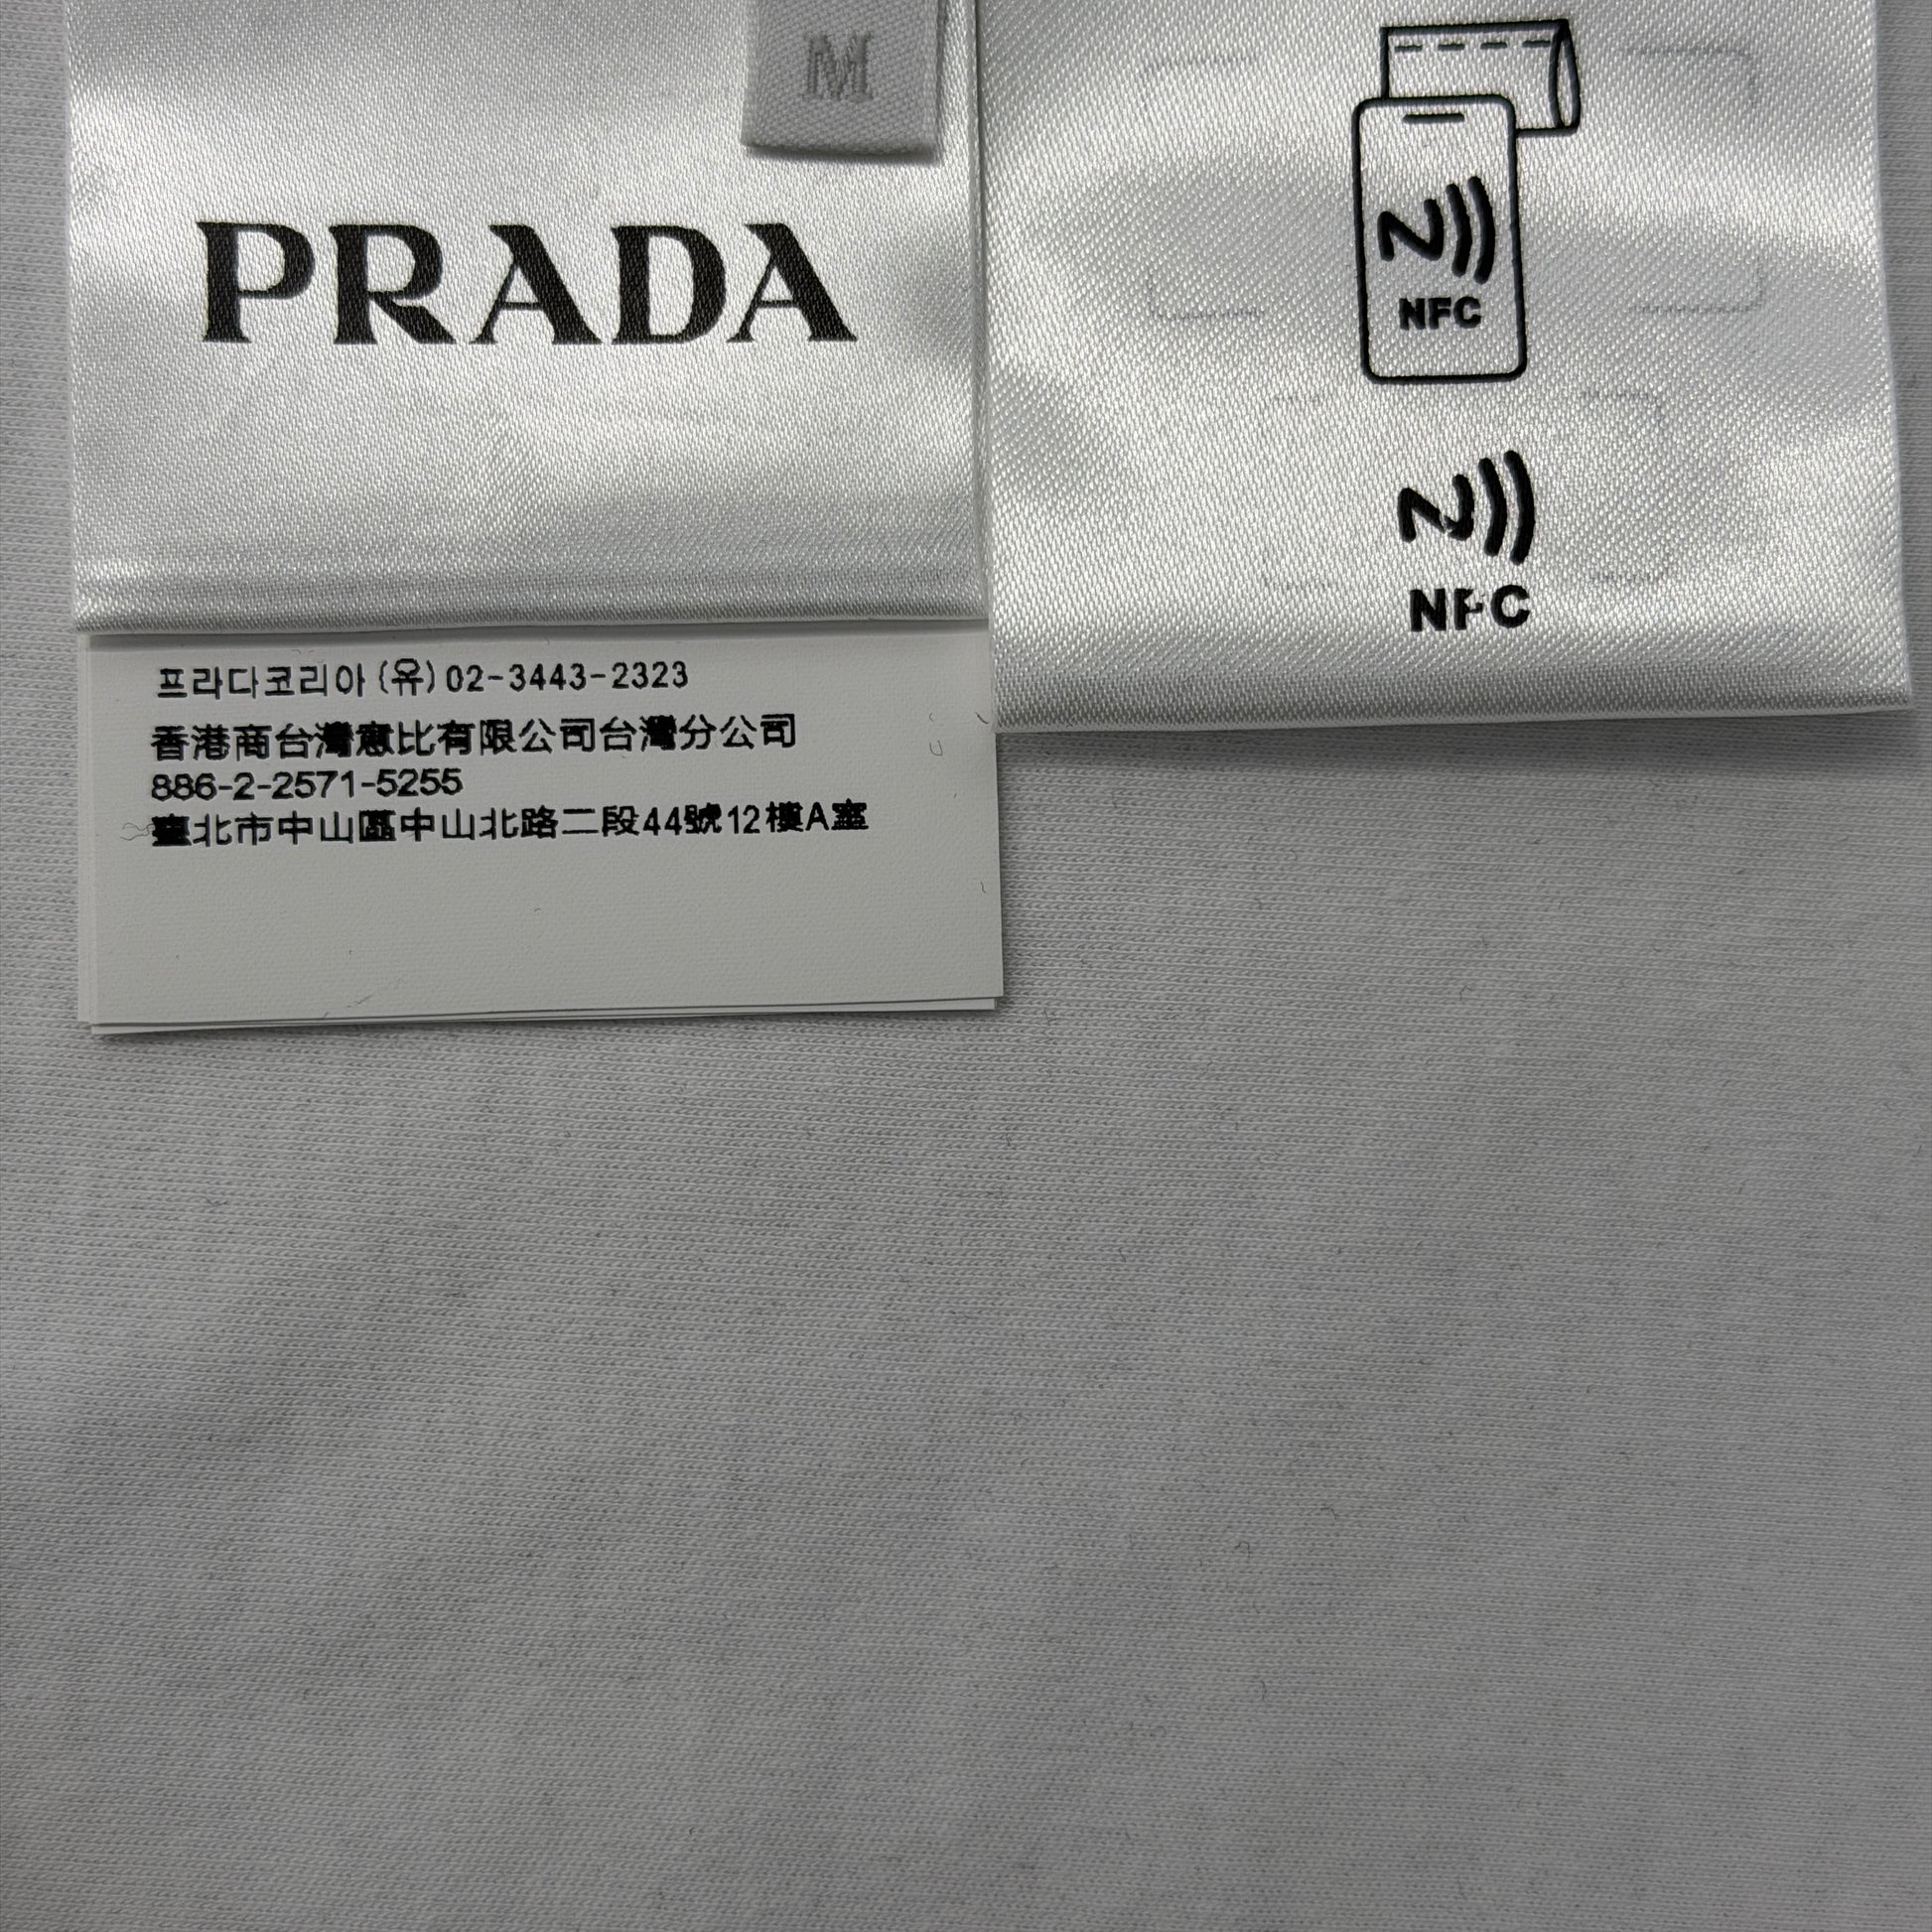 M
PRADA
프라다코리아(유)02-3443-2323
香港商台灣惠比有限公司台灣分公司
886-2-2571-5255
臺北市中山區中山北路二段44號12樓A室
NFC
NFC